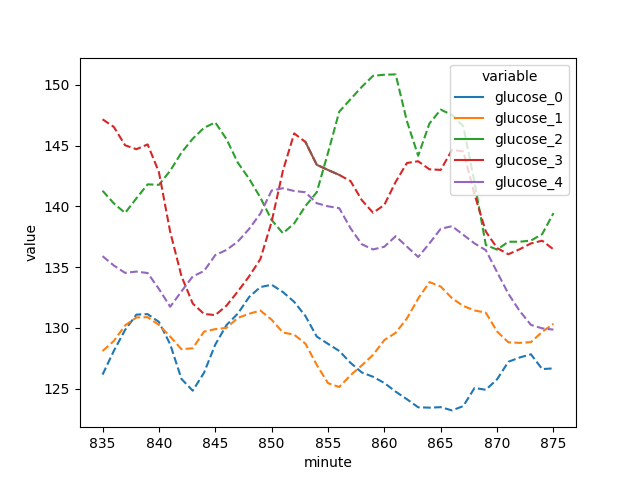 variable
glucose_0
glucose_1
glucose_2
glucose_3
glucose_4
150
145
140
135
130
125
value
835 840 845 850 855 860 865 870 875
minute